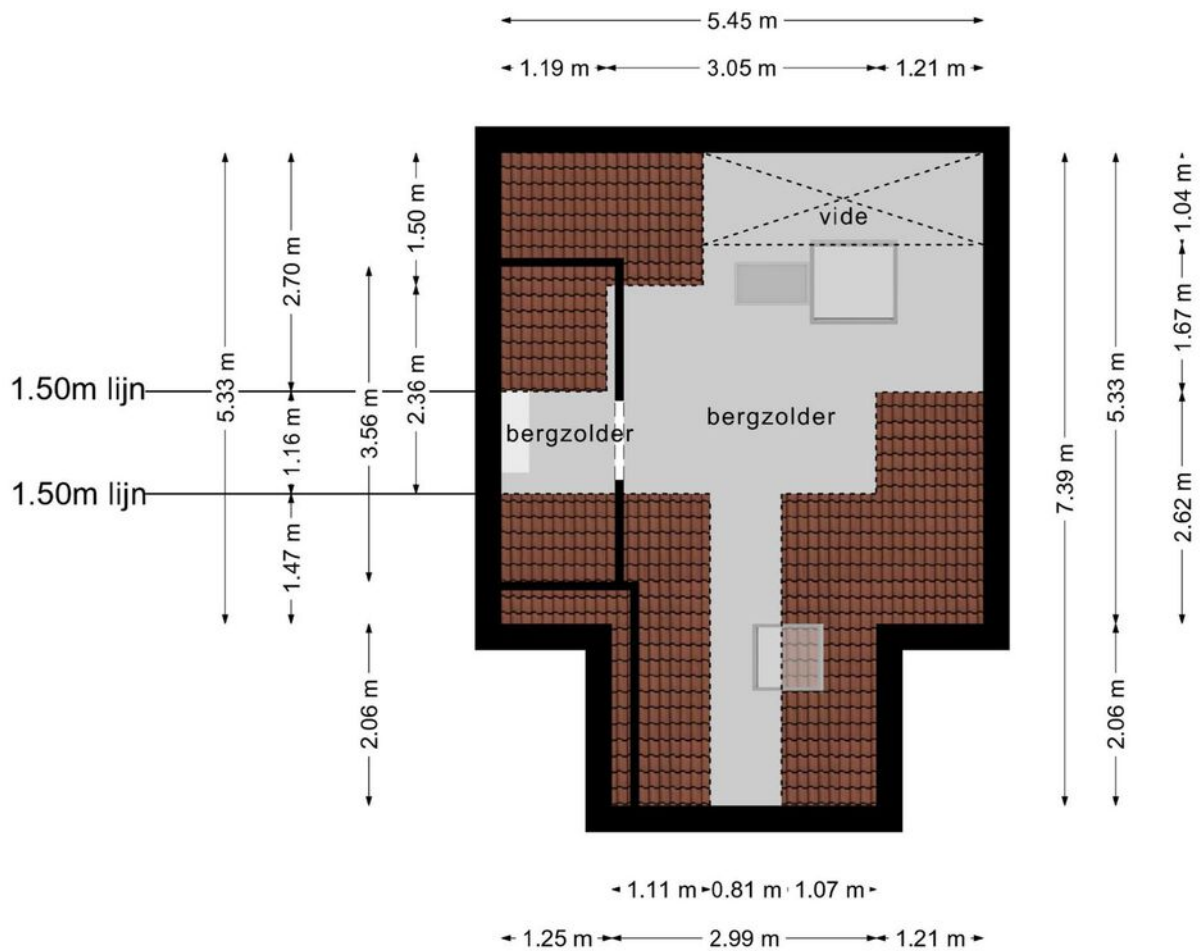 5.45 m
1.19 m 3.05 m 1.21 m
5.33 m
2.70 m
1.16 m
1.47 m
3.56 m
2.06 m
1.50 m
2.36 m
1.50m lijn
1.50m lijn
vide
bergzolder
bergzolder
7.39 m
5.33 m
2.06 m
1.04 m
1.67 m
2.62 m
1.11 m 0.81 m 1.07 m
1.25 m 2.99 m 1.21 m